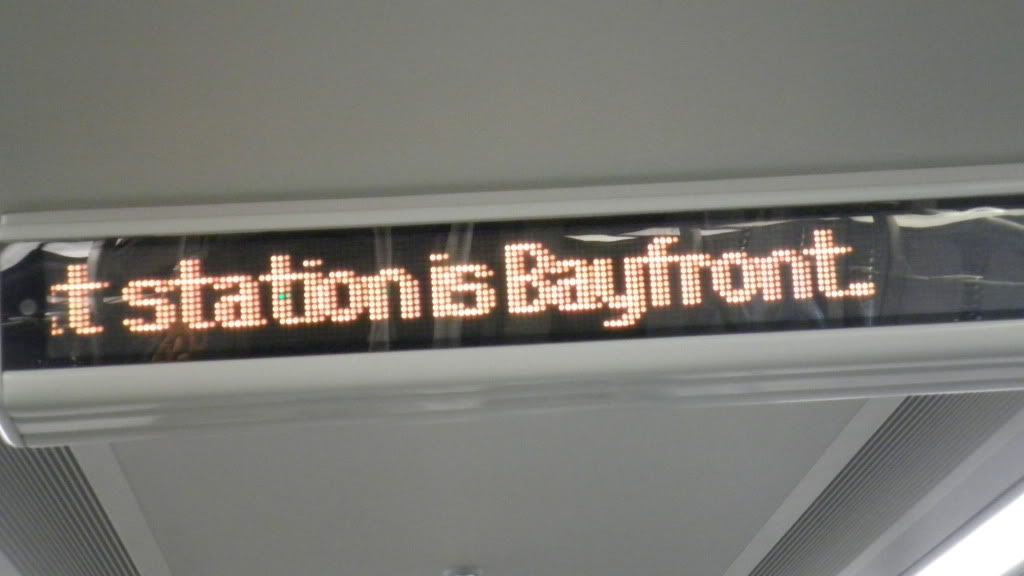 t station is Bayfront.